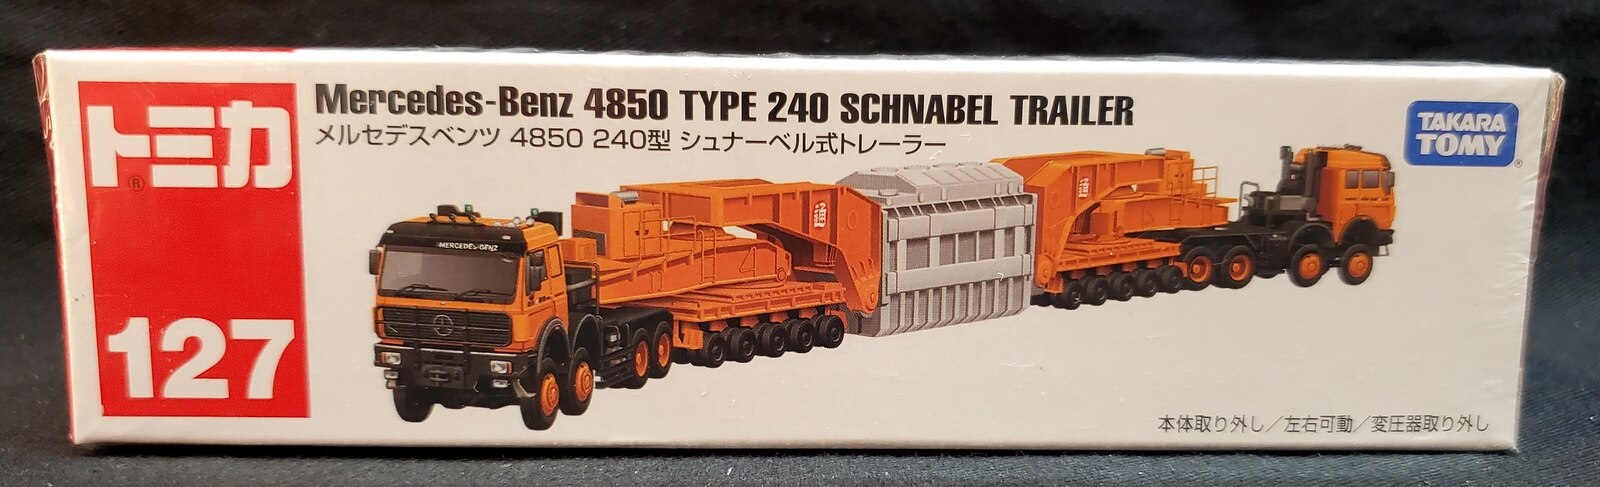 トミカ
®
127
Mercedes-Benz 4850 TYPE 240 SCHNABEL TRAILER
メルセデスベンツ 4850 240型 シュナーベル式トレーラー
TAKARA
TOMY
®
MERCEDES-BENZ
本体取り外し／左右可動／変圧器取り外し